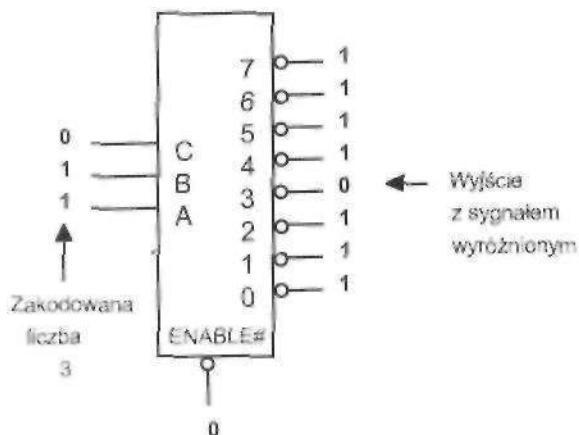 7 1
6 1
5 1
0 C 4 1
1 B 3 0 Wyjście
1 A 2 1 z sygnałem
1 1 wyróżnionym
0 1
Zakodowana
liczba
3
ENABLE#
0